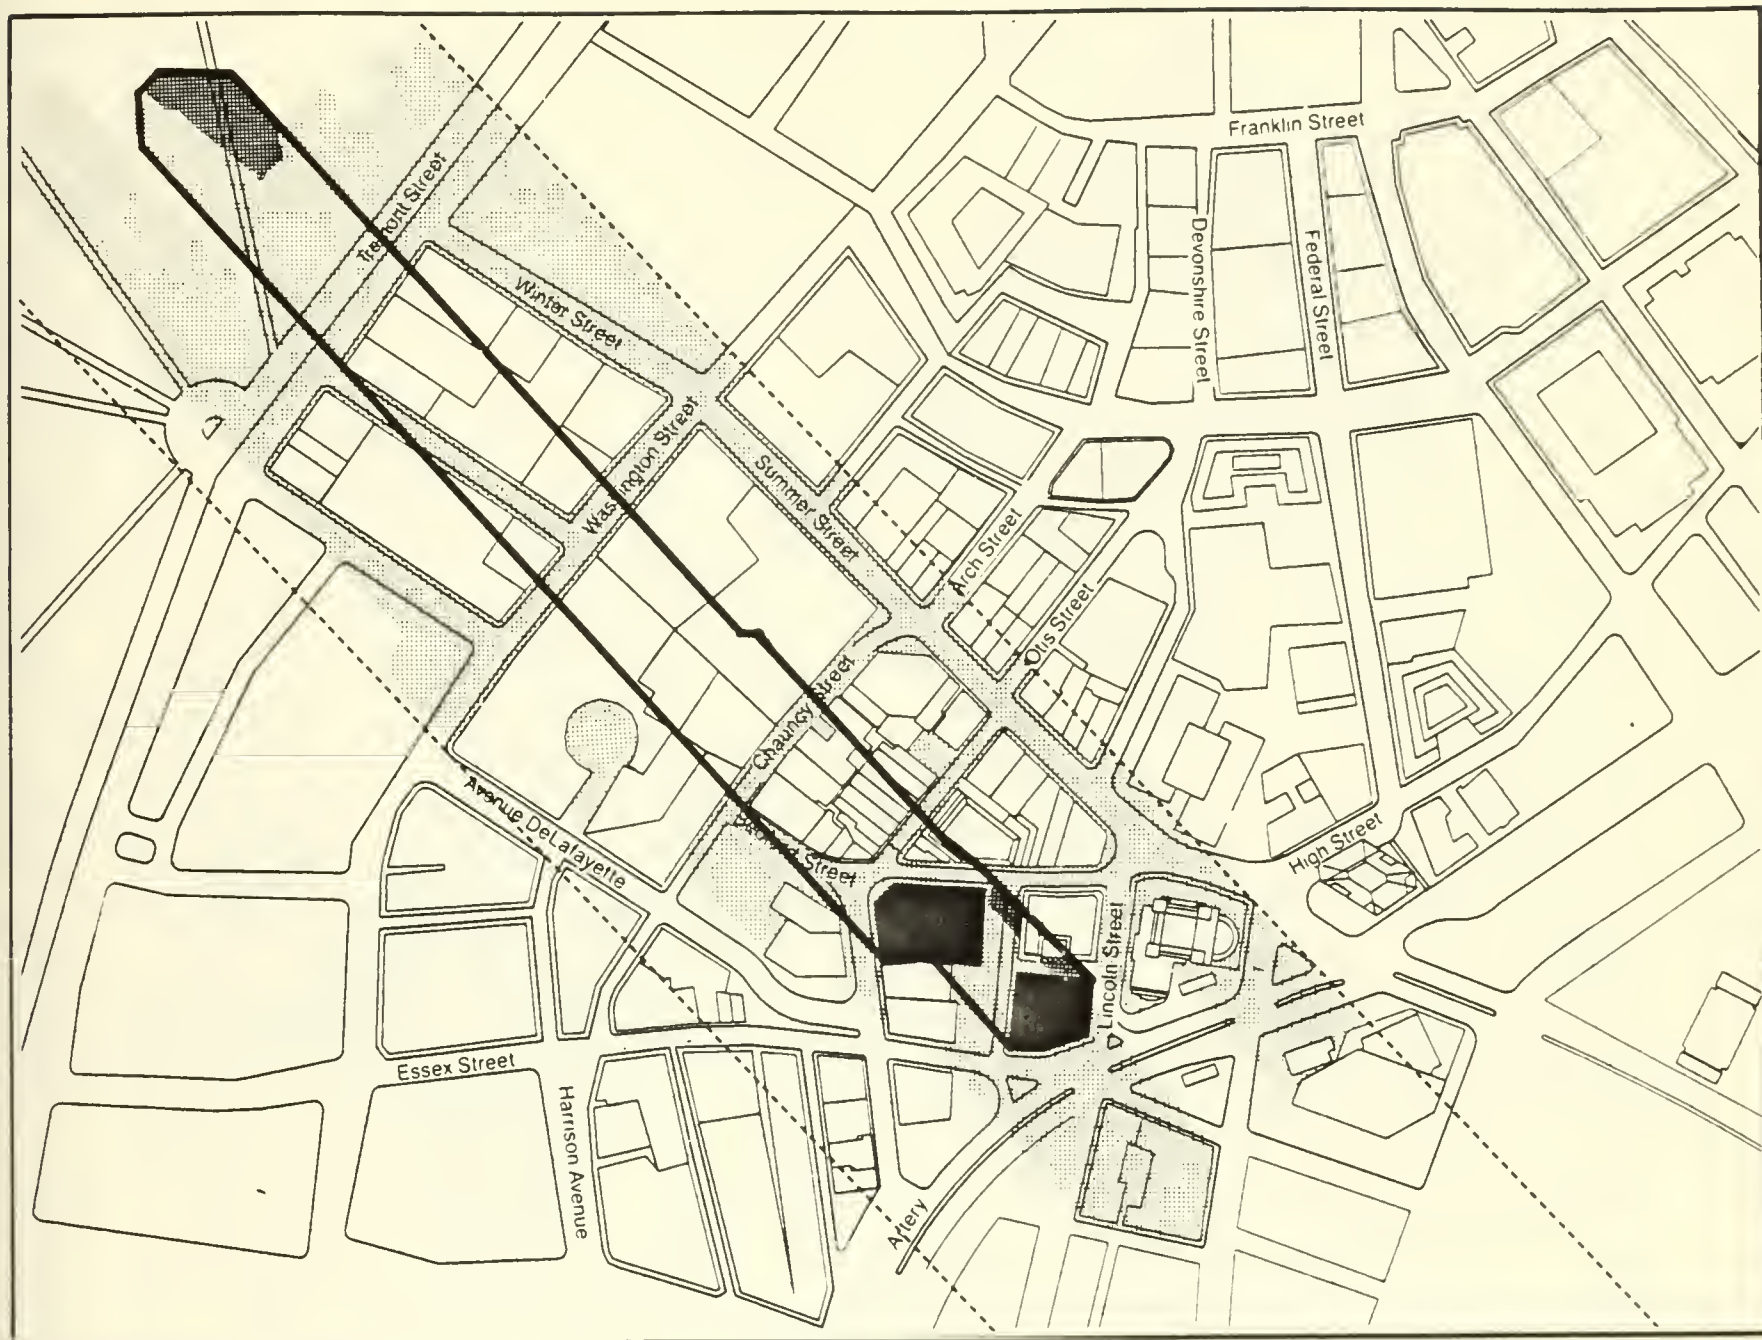 Franklin Street
Tremont Street
Winter Street
Devonshire Street
Federal Street
Washington Street
Summer Street
Arch Street
Otis Street
Chauncy Street
Avenue DeLafayette
Bedford Street
High Street
Lincoln Street
Essex Street
Harrison Avenue
Artery